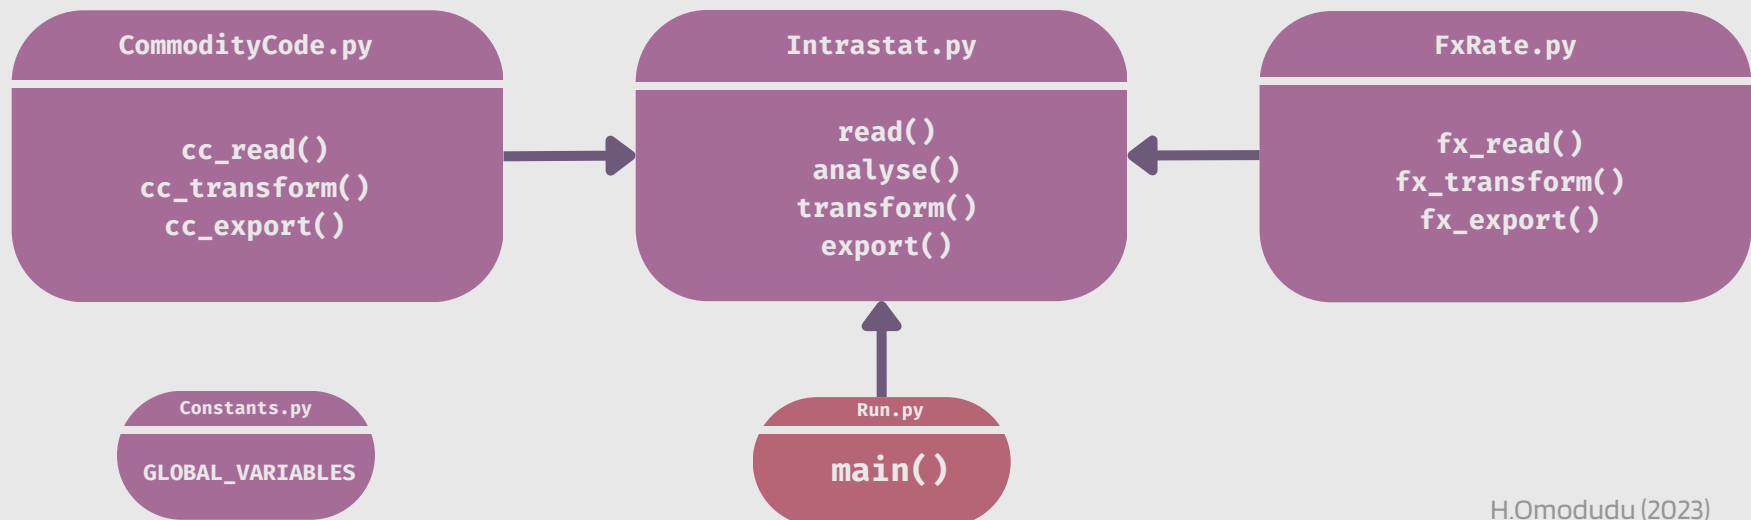 CommodityCode.py
cc_read()
cc_transform()
cc_export()
Intrastat.py
read()
analyse()
transform()
export()
FxRate.py
fx_read()
fx_transform()
fx_export()
Constants.py
GLOBAL_VARIABLES
Run.py
main()
H.Omodudu (2023)